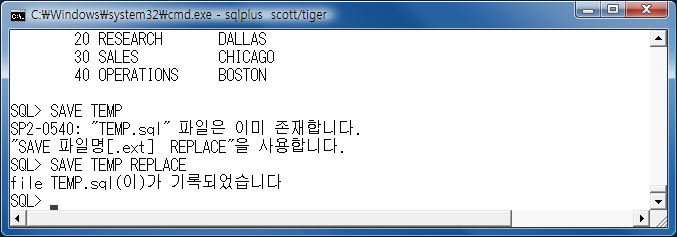 C:₩Windows₩system32₩cmd.exe - sqlplus  scott/tiger
        20 RESEARCH       DALLAS
        30 SALES          CHICAGO
        40 OPERATIONS     BOSTON
SQL> SAVE TEMP
SP2-0540: "TEMP.sql" 파일은 이미 존재합니다.
"SAVE 파일명[.ext]  REPLACE"을 사용합니다.
SQL> SAVE TEMP REPLACE
file TEMP.sql(이)가 기록되었습니다
SQL>